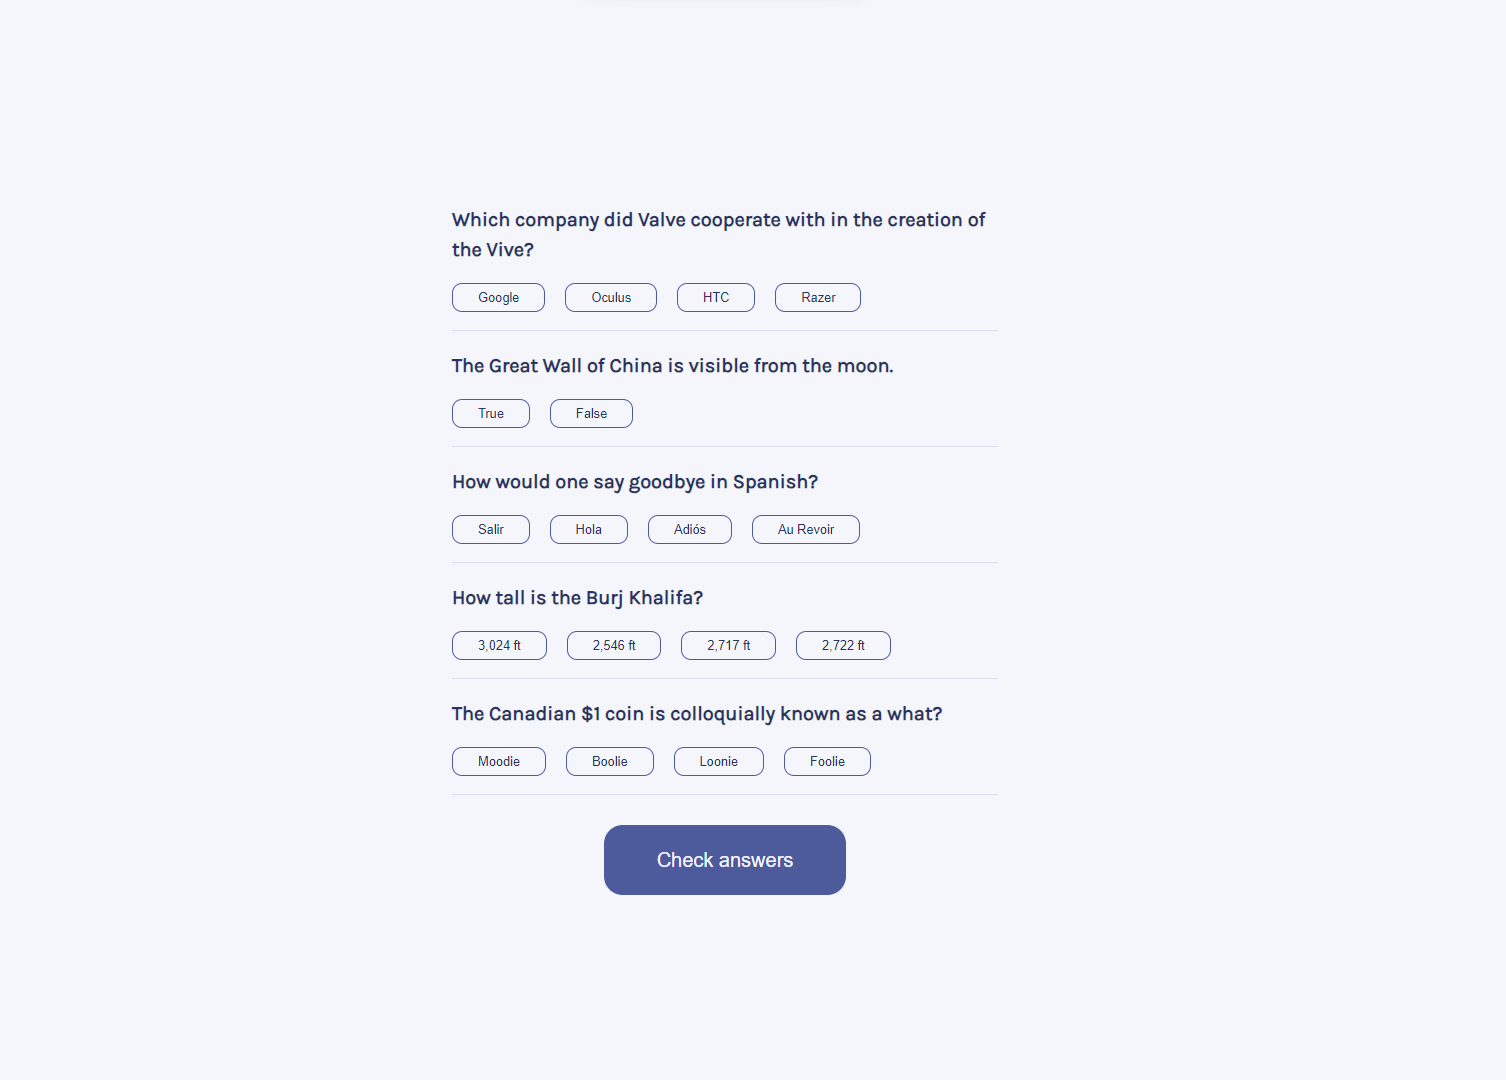 Which company did Valve cooperate with in the creation of
the Vive?
Google Oculus HTC Razer
The Great Wall of China is visible from the moon.
True False
How would one say goodbye in Spanish?
Salir Hola Adiós Au Revoir
How tall is the Burj Khalifa?
3,024 ft 2,546 ft 2,717 ft 2,722 ft
The Canadian $1 coin is colloquially known as a what?
Moodie Boolie Loonie Foolie
Check answers